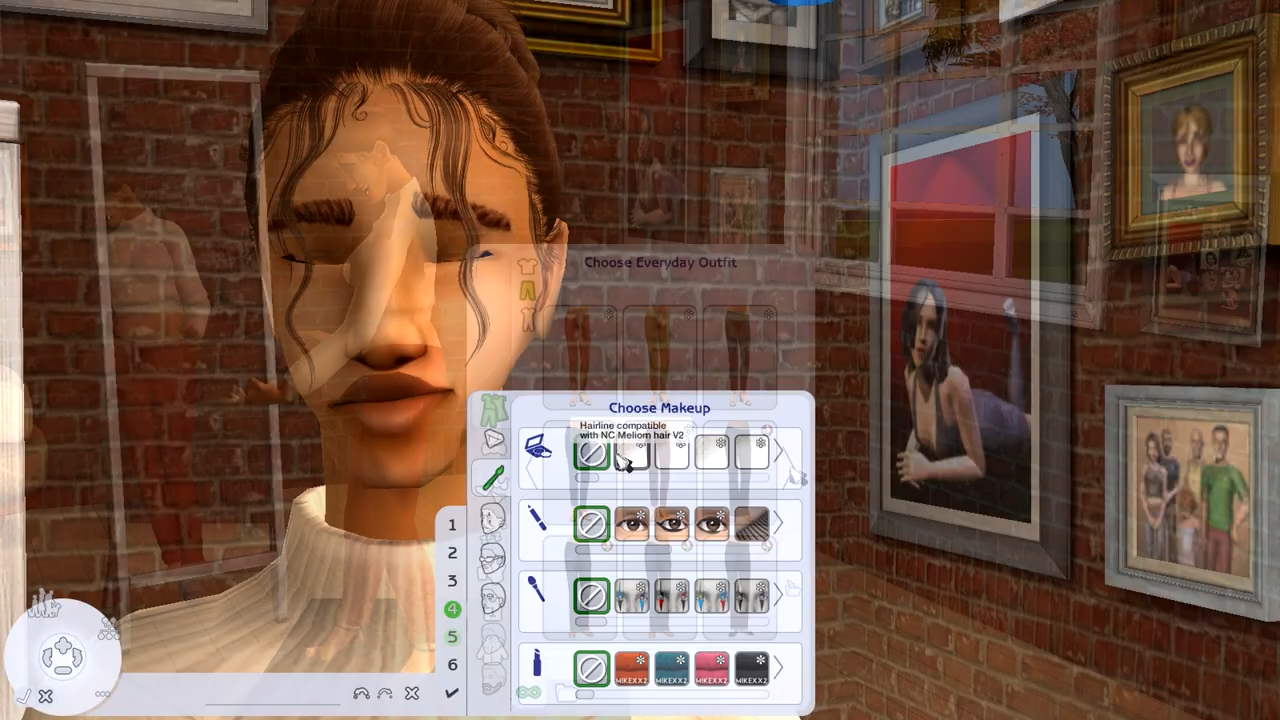 Choose Everyday Outfit
Choose Makeup
Hairline compatible
with NC Meliom hair V2
1
2
3
4
5
6
MIKEXX2 MIKEXX2 MIKEXX2 MIKEXX2